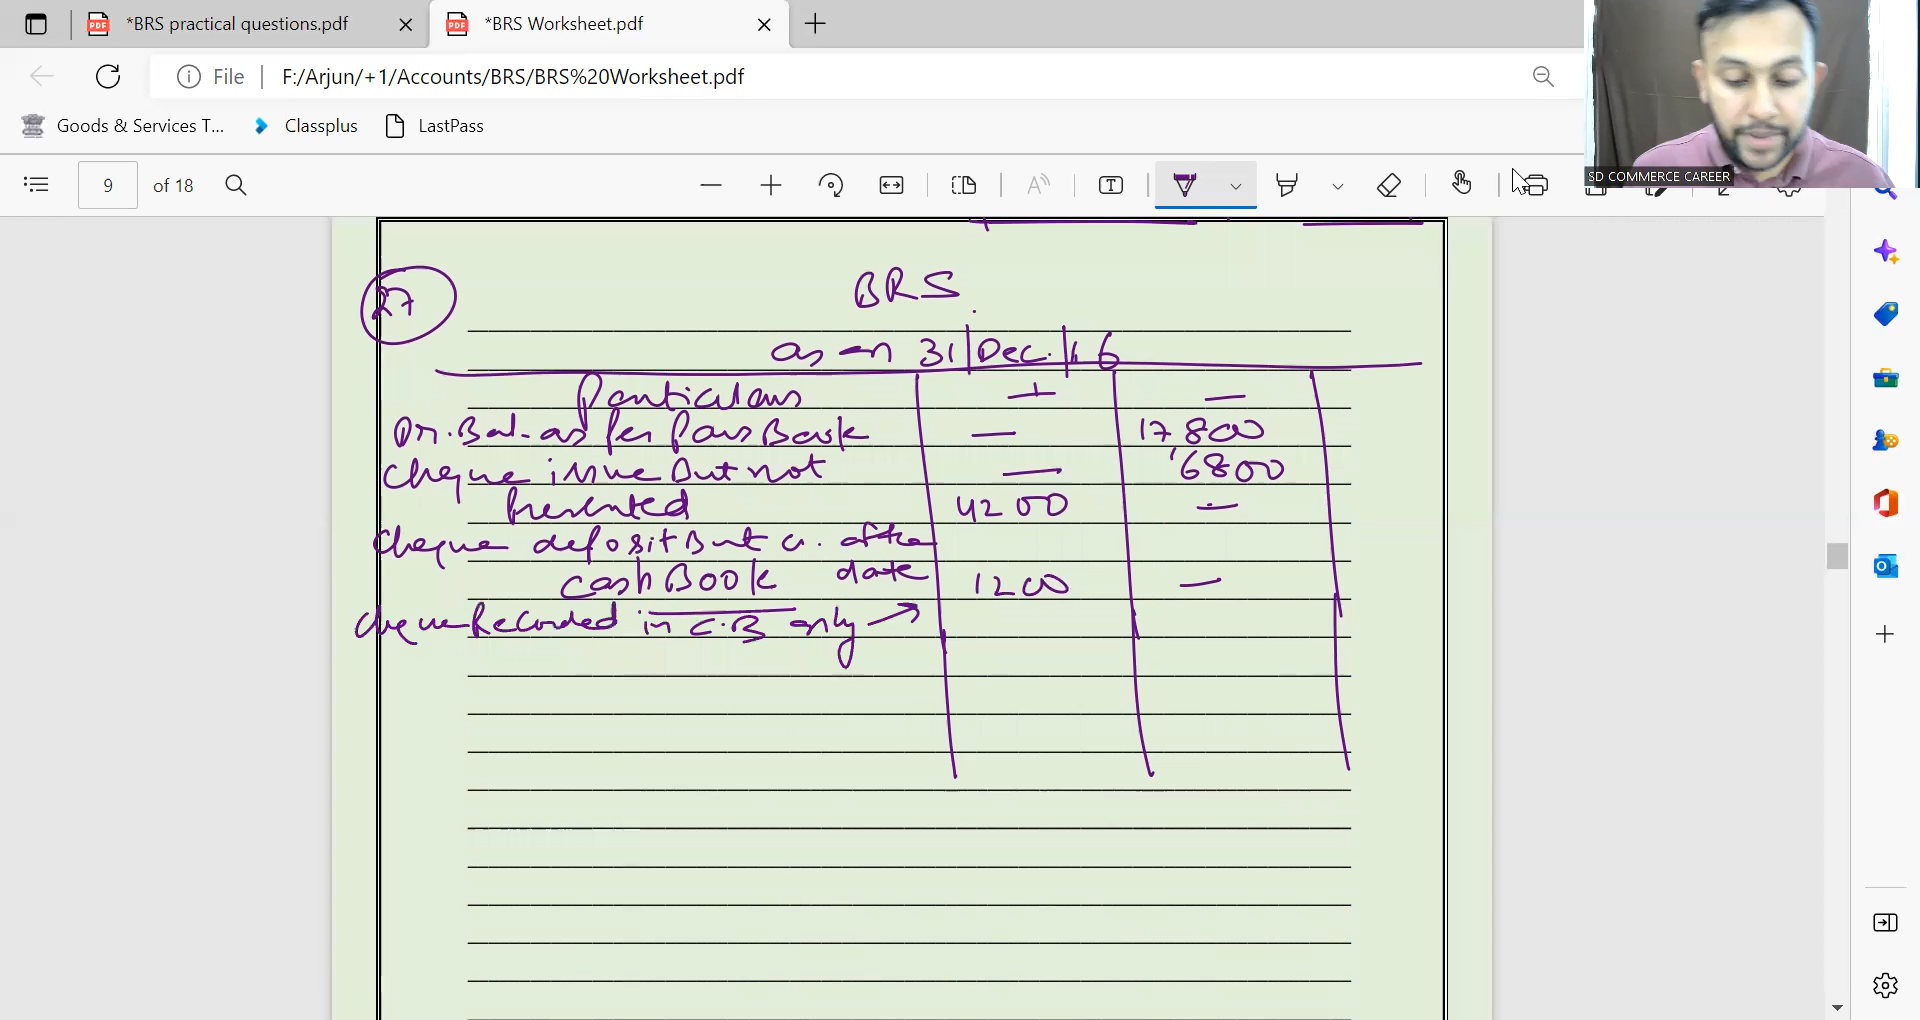 *BRS practical questions.pdf
*BRS Worksheet.pdf
File F:/Arjun/+1/Accounts/BRS/BRS%20Worksheet.pdf
Goods & Services T... Classplus LastPass
9 of 18
SD COMMERCE CAREER
27 BRS
as on 31 Dec. 16
Particulars + -
Dr. Bal. as Per Pass Book - 17800
Cheque issue But not - 6800
Presented 4200 -
Cheque deposit But cr. after
date
cash Book 1200 -
Cheque Recorded in C.B only